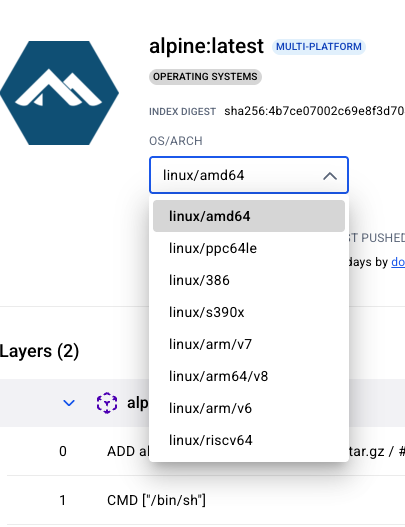 alpine:latest MULTI-PLATFORM
OPERATING SYSTEMS
INDEX DIGEST sha256:4b7ce07002c69e8f3d70
OS/ARCH
linux/amd64
linux/amd64
linux/ppc64le
ST PUSHED
linux/386
days by do
linux/s390x
linux/arm/v7
Layers (2)
linux/arm64/v8
alp
linux/arm/v6
linux/riscv64
0 ADD al tar.gz / #
1 CMD ["/bin/sh"]